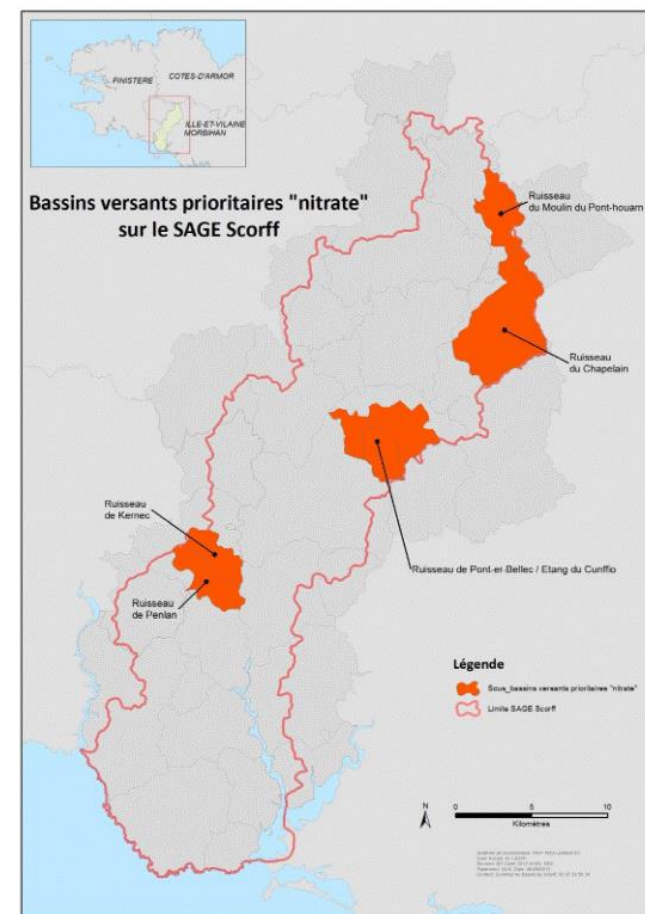 FINISTERE
COTES-D'ARMOR
ILLE-ET-VILAINE
MORBIHAN
Bassins versants prioritaires "nitrate"
sur le SAGE Scorff
Ruisseau
du Moulin du Pont-houarn
Ruisseau
du Chapelain
Ruisseau
de Kernec
Ruisseau de Pont-er-Bellec / Etang du Cunffio
Ruisseau
de Penlan
Légende
Sous_bassins versants prioritaires "nitrate"
Limite SAGE Scorff
N
0 5 10
Kilomètres